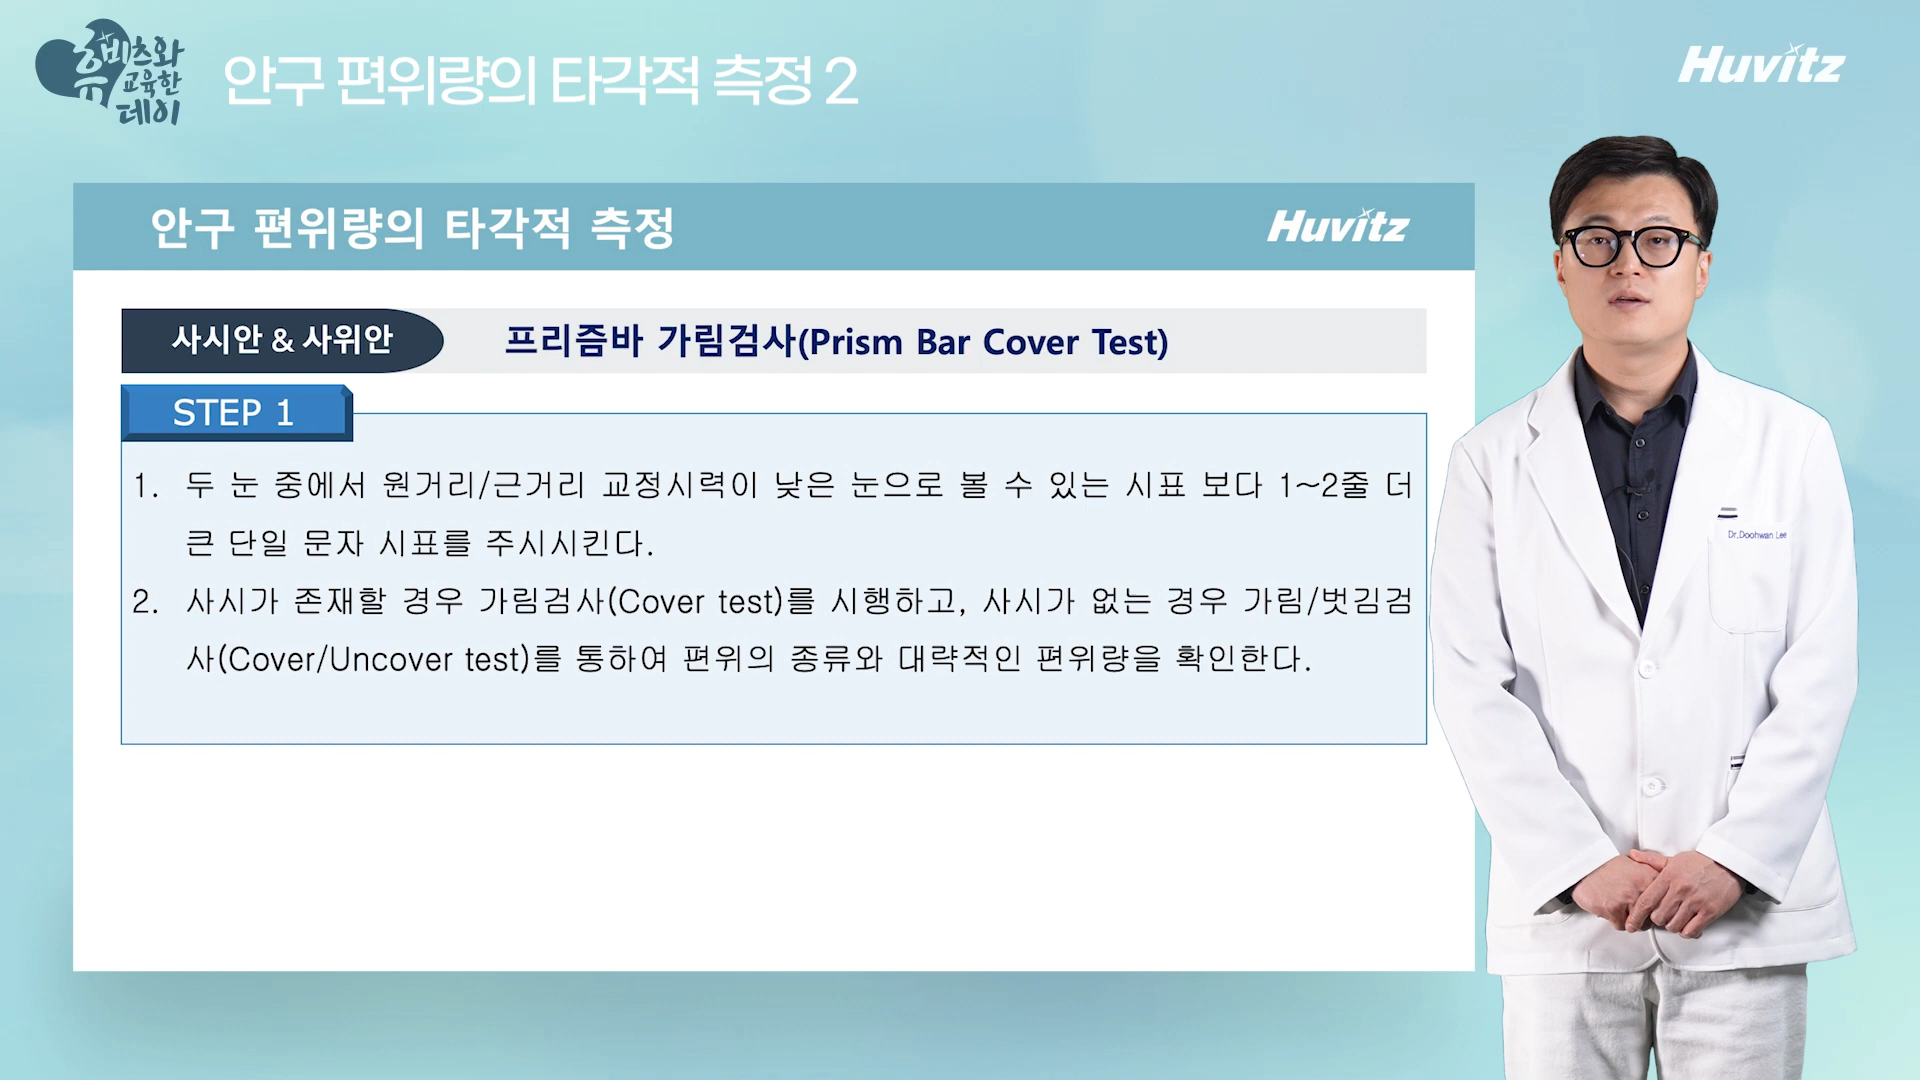 휴비츠와
교육한
데이
안구 편위량의 타각적 측정 2
Huvitz
안구 편위량의 타각적 측정
Huvitz
사시안 & 사위안
프리즘바 가림검사(Prism Bar Cover Test)
STEP 1
1. 두 눈 중에서 원거리/근거리 교정시력이 낮은 눈으로 볼 수 있는 시표 보다 1~2줄 더
큰 단일 문자 시표를 주시시킨다.
2. 사시가 존재할 경우 가림검사(Cover test)를 시행하고, 사시가 없는 경우 가림/벗김검
사(Cover/Uncover test)를 통하여 편위의 종류와 대략적인 편위량을 확인한다.
Dr.Doohwan Lee